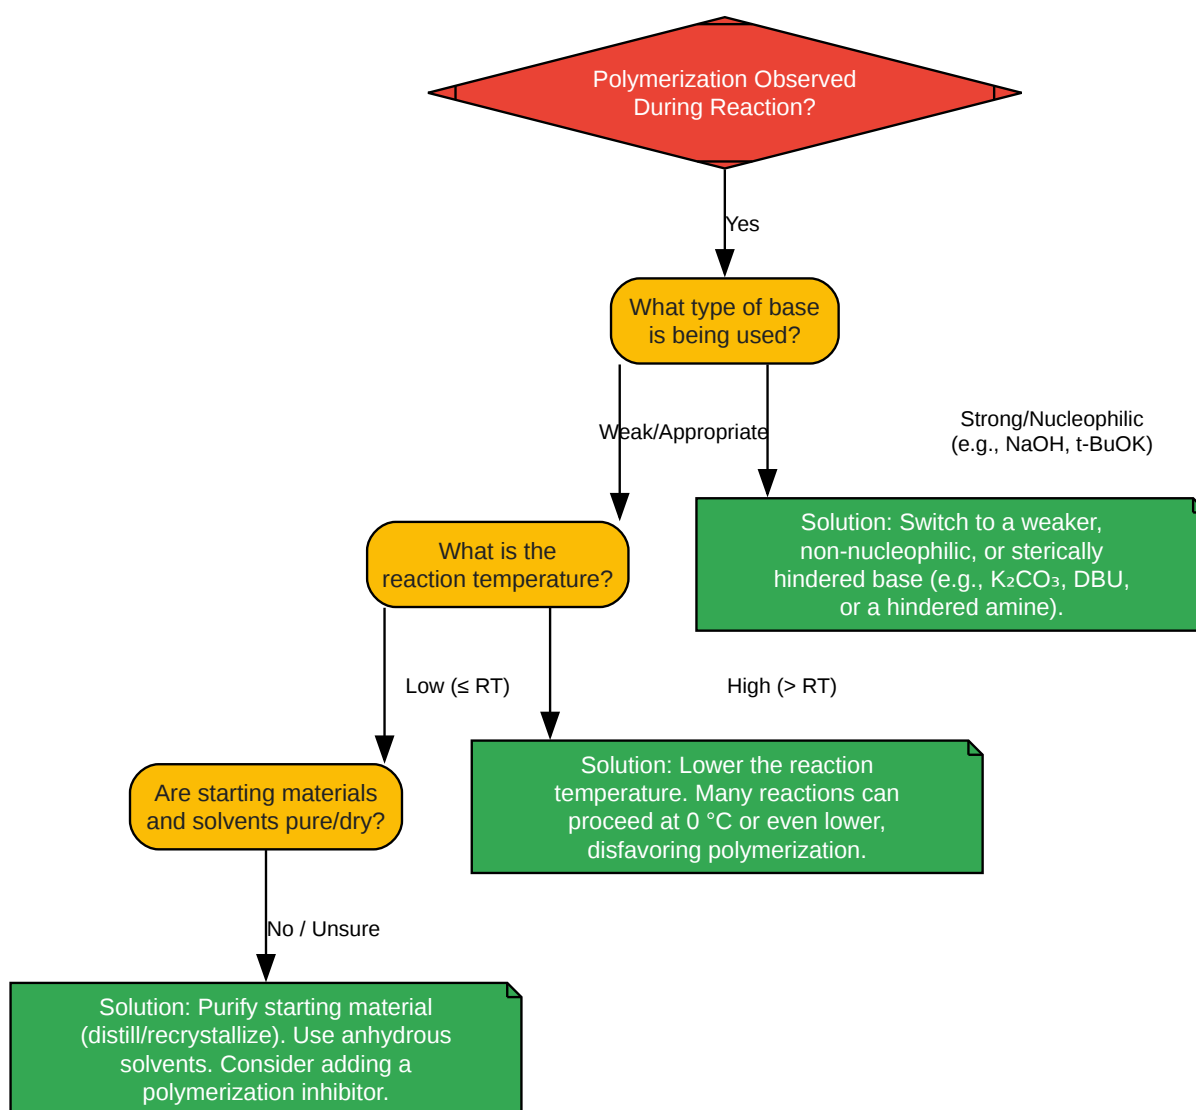 Polymerization Observed
During Reaction?
Yes
What type of base
is being used?
Weak/Appropriate
Strong/Nucleophilic
(e.g., NaOH, t-BuOK)
What is the
reaction temperature?
Solution: Switch to a weaker,
non-nucleophilic, or sterically
hindered base (e.g., K₂CO₃, DBU,
or a hindered amine).
Low (≤ RT)
High (> RT)
Are starting materials
and solvents pure/dry?
Solution: Lower the reaction
temperature. Many reactions can
proceed at 0 °C or even lower,
disfavoring polymerization.
No / Unsure
Solution: Purify starting material
(distill/recrystallize). Use anhydrous
solvents. Consider adding a
polymerization inhibitor.